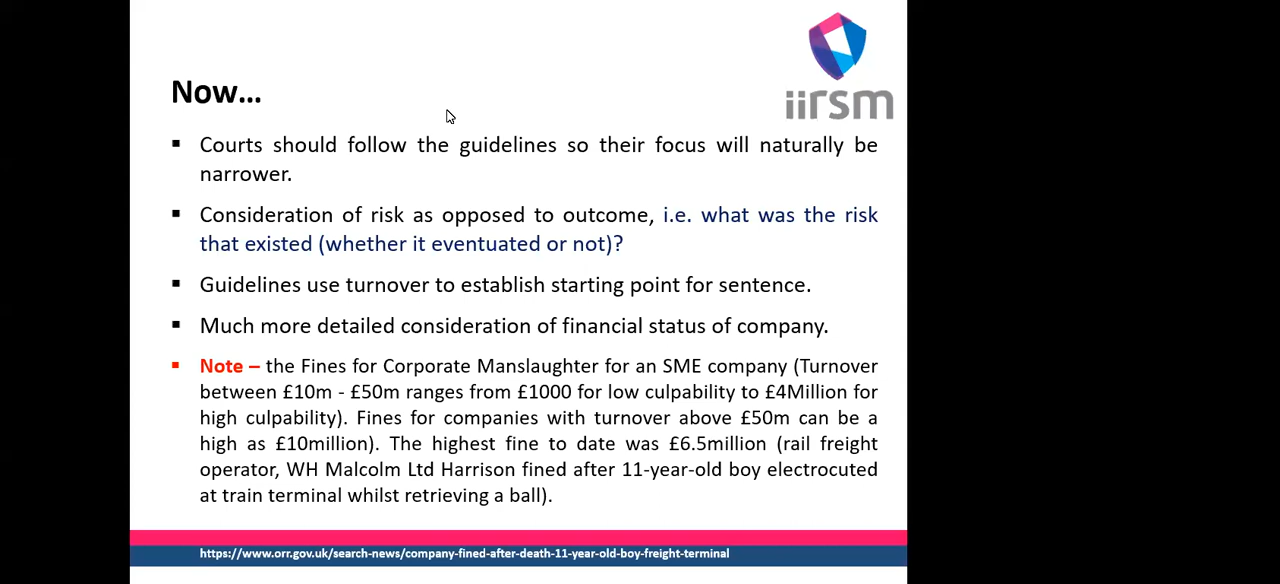 iirsm
Now...
▪ Courts should follow the guidelines so their focus will naturally be
narrower.
▪ Consideration of risk as opposed to outcome, i.e. what was the risk
that existed (whether it eventuated or not)?
▪ Guidelines use turnover to establish starting point for sentence.
▪ Much more detailed consideration of financial status of company.
▪ Note – the Fines for Corporate Manslaughter for an SME company (Turnover
between £10m - £50m ranges from £1000 for low culpability to £4Million for
high culpability). Fines for companies with turnover above £50m can be a
high as £10million). The highest fine to date was £6.5million (rail freight
operator, WH Malcolm Ltd Harrison fined after 11-year-old boy electrocuted
at train terminal whilst retrieving a ball).
https://www.orr.gov.uk/search-news/company-fined-after-death-11-year-old-boy-freight-terminal